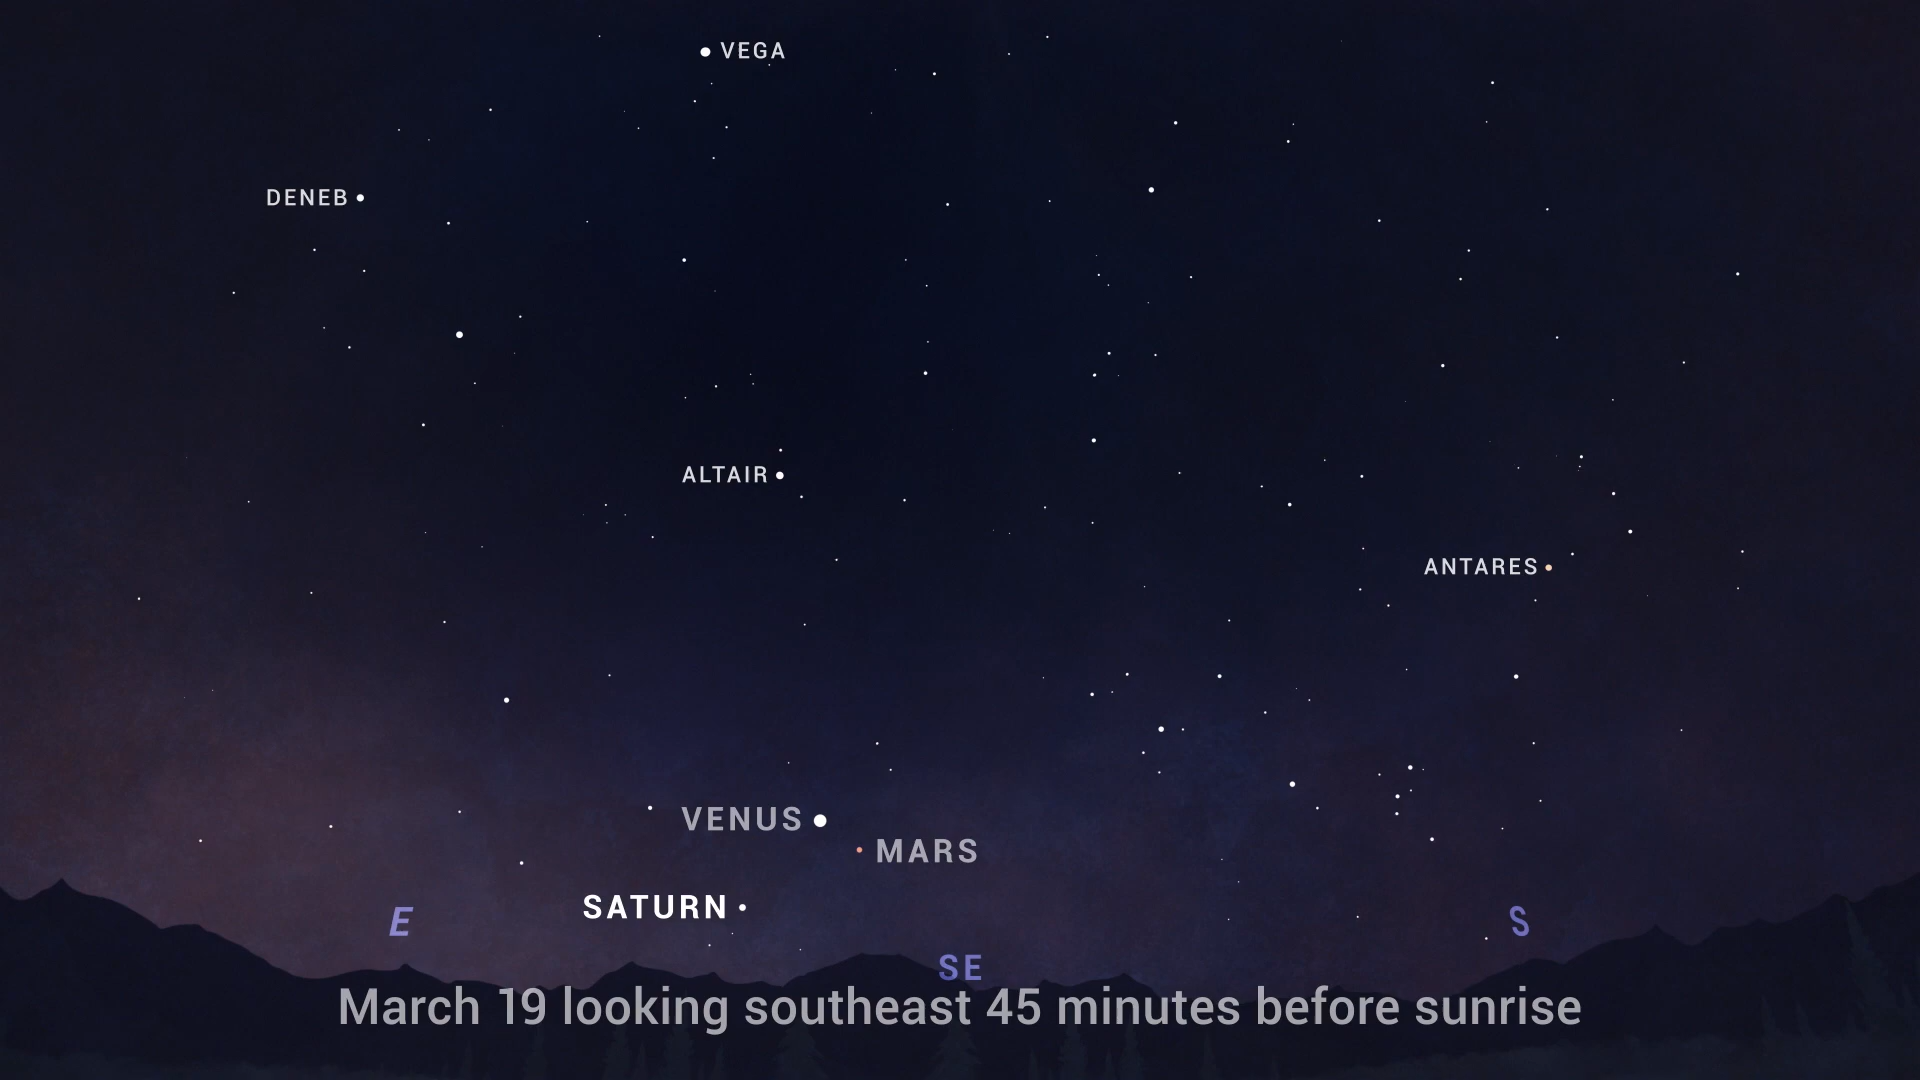 VEGA
DENEB
ALTAIR
ANTARES
VENUS
MARS
SATURN
E
S
SE
March 19 looking southeast 45 minutes before sunrise